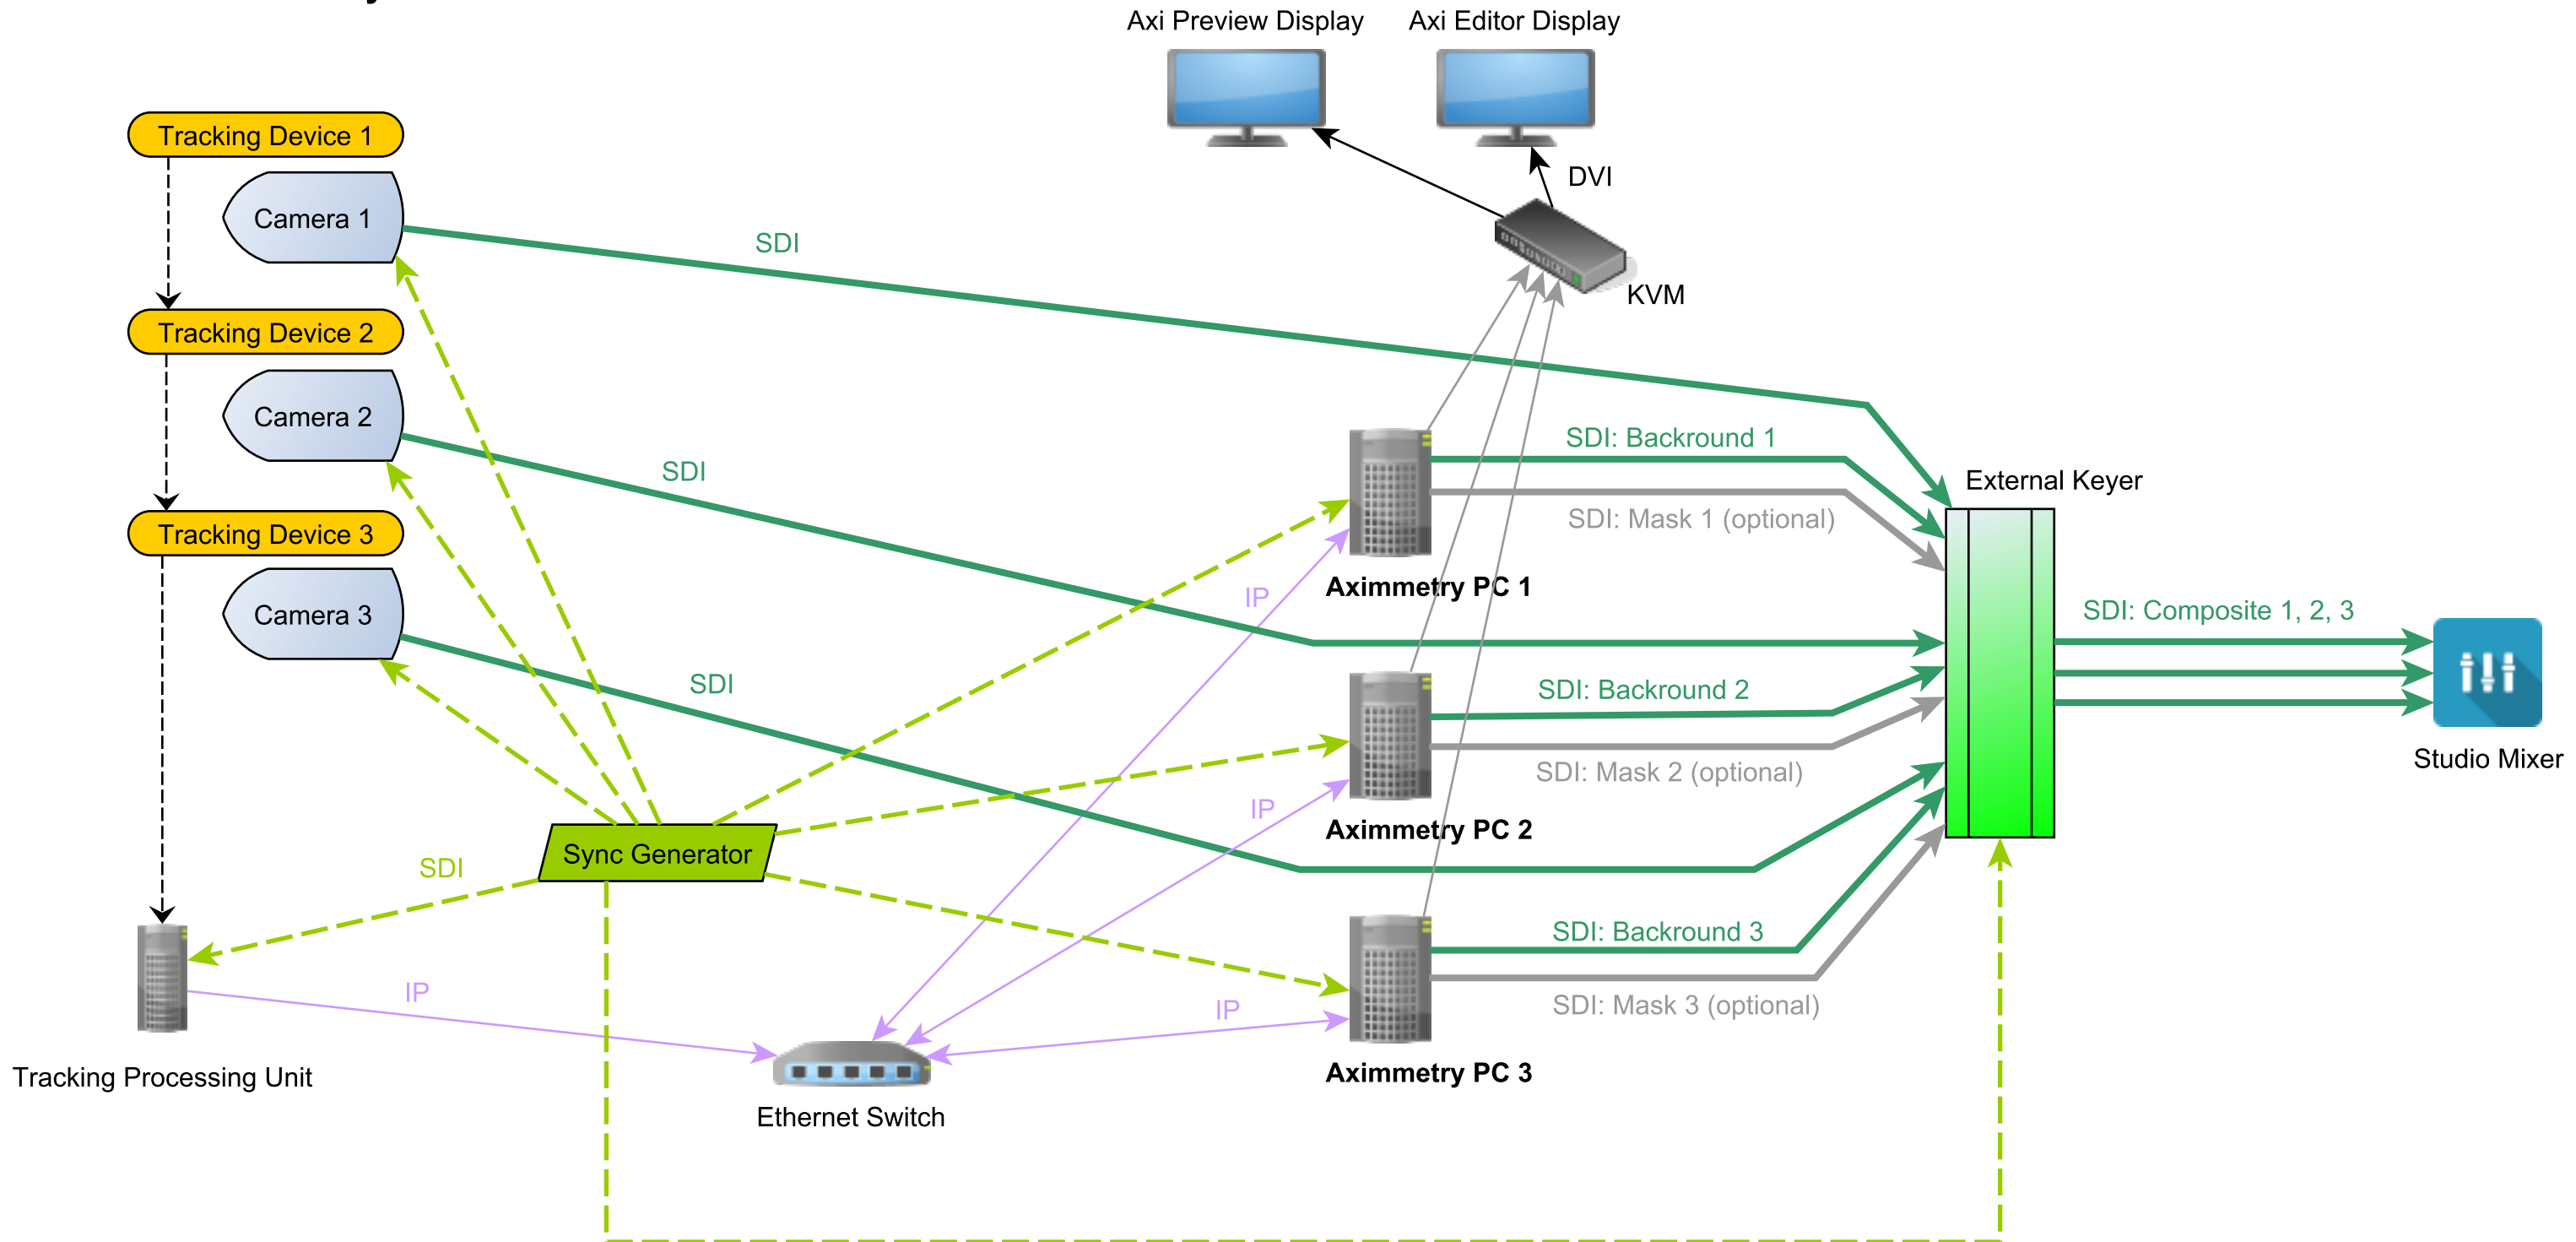 Axi Preview Display
Axi Editor Display
Tracking Device 1
DVI
Camera 1
SDI
KVM
Tracking Device 2
Camera 2
SDI: Backround 1
SDI
External Keyer
SDI: Mask 1 (optional)
Tracking Device 3
Aximmetry PC 1
IP
Camera 3
SDI: Composite 1, 2, 3
SDI
SDI: Backround 2
Studio Mixer
SDI: Mask 2 (optional)
IP
Aximmetry PC 2
Sync Generator
SDI
SDI: Backround 3
IP
SDI: Mask 3 (optional)
IP
Aximmetry PC 3
Tracking Processing Unit
Ethernet Switch